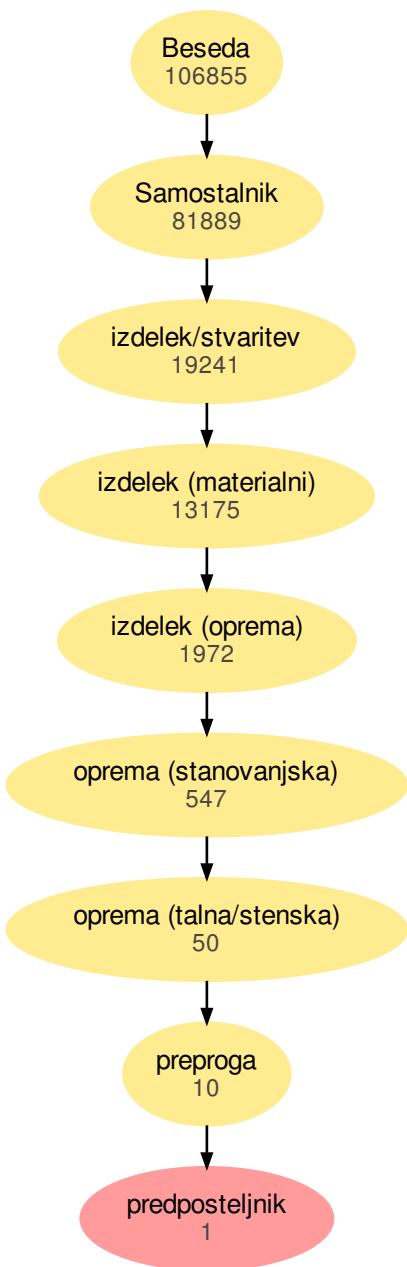 Beseda
106855
Samostalnik
81889
izdelek/stvaritev
19241
izdelek (materialni)
13175
izdelek (oprema)
1972
oprema (stanovanjska)
547
oprema (talna/stenska)
50
preproga
10
predposteljnik
1